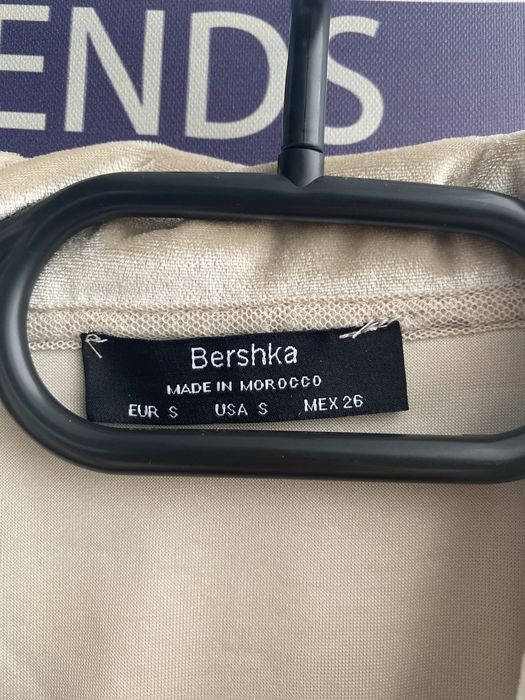 ENDS
Bershka
MADE IN MOROCCO
EUR S USA S MEX 26